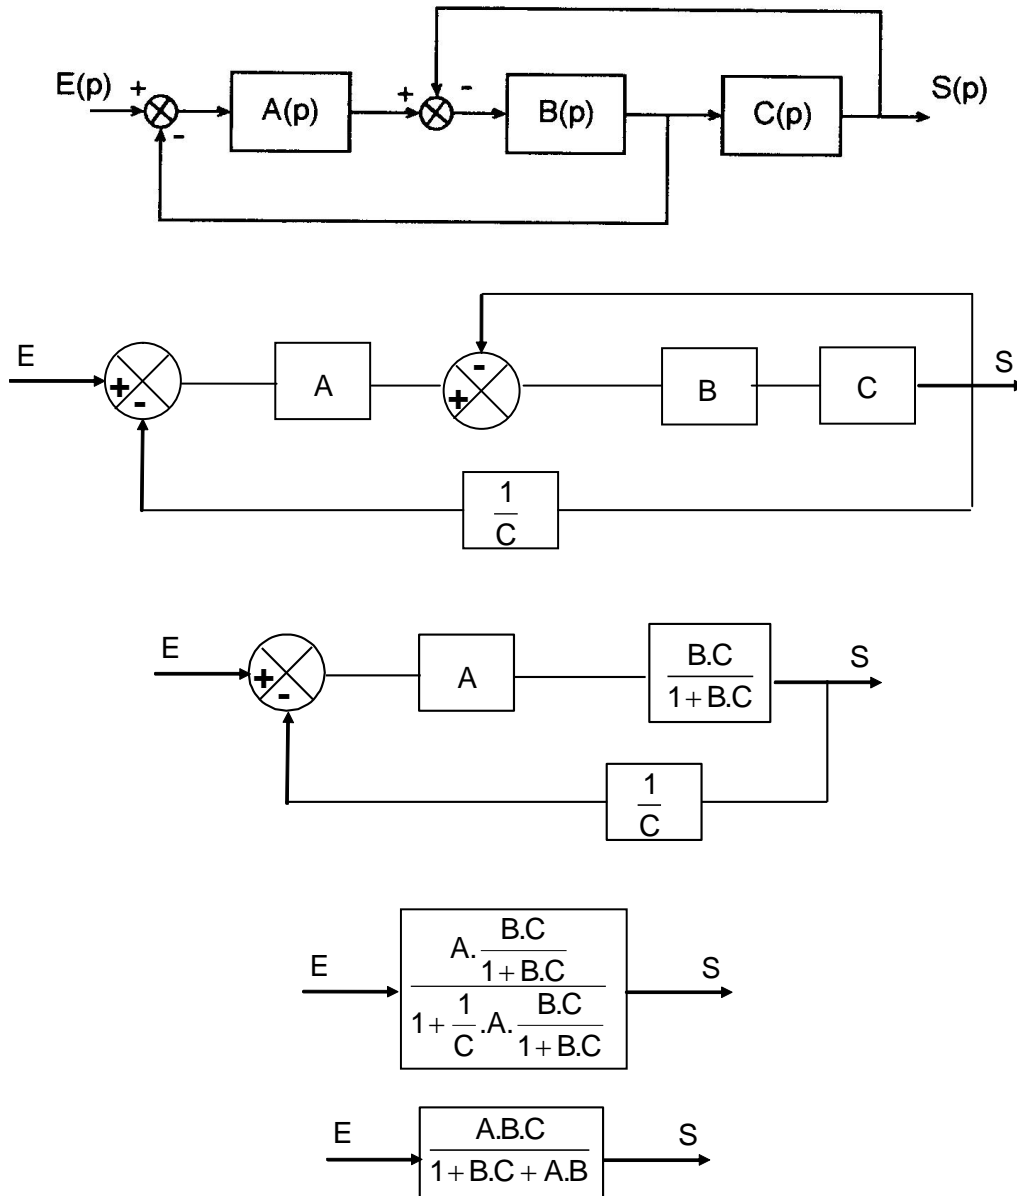 E(p) + - A(p) + - B(p) C(p) S(p)
E + - A - + B C S
1/C
E + - A B.C/(1+B.C) S
1/C
E
A.B.C/(1+B.C)
1+1/C.A.B.C/(1+B.C)
S
E A.B.C/(1+B.C+A.B) S